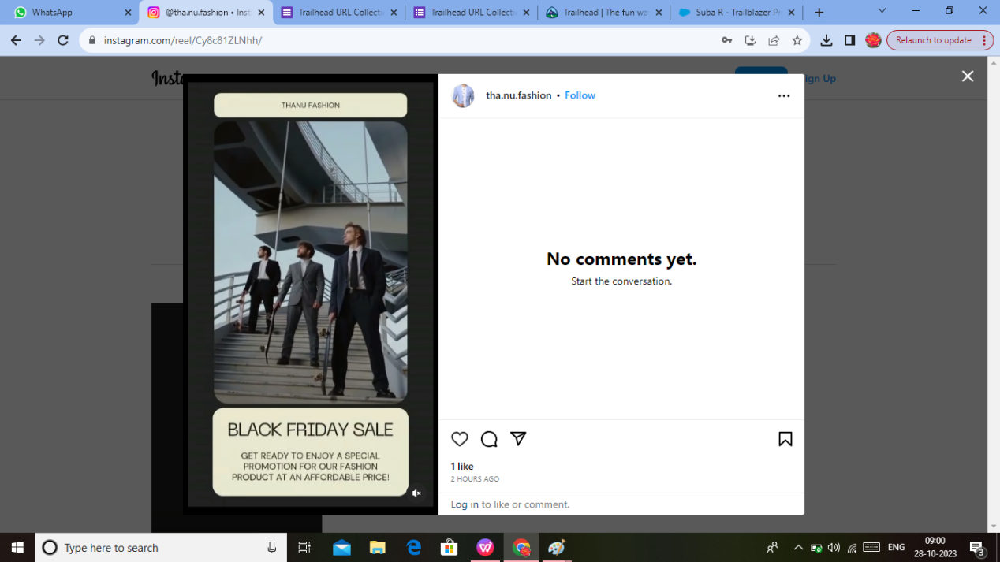 WhatsApp
@tha.nu.fashion • Inst
Trailhead URL Collecti
Trailhead URL Collecti
Trailhead | The fun wa
Suba R - Trailblazer Pr
instagram.com/reel/Cy8c81ZLNhh/
Relaunch to update
Insta
Sign Up
THANU FASHION
BLACK FRIDAY SALE
GET READY TO ENJOY A SPECIAL
PROMOTION FOR OUR FASHION
PRODUCT AT AN AFFORDABLE PRICE!
tha.nu.fashion • Follow
No comments yet.
Start the conversation.
1 like
2 HOURS AGO
Log in to like or comment.
Type here to search
ENG
09:00
28-10-2023
3